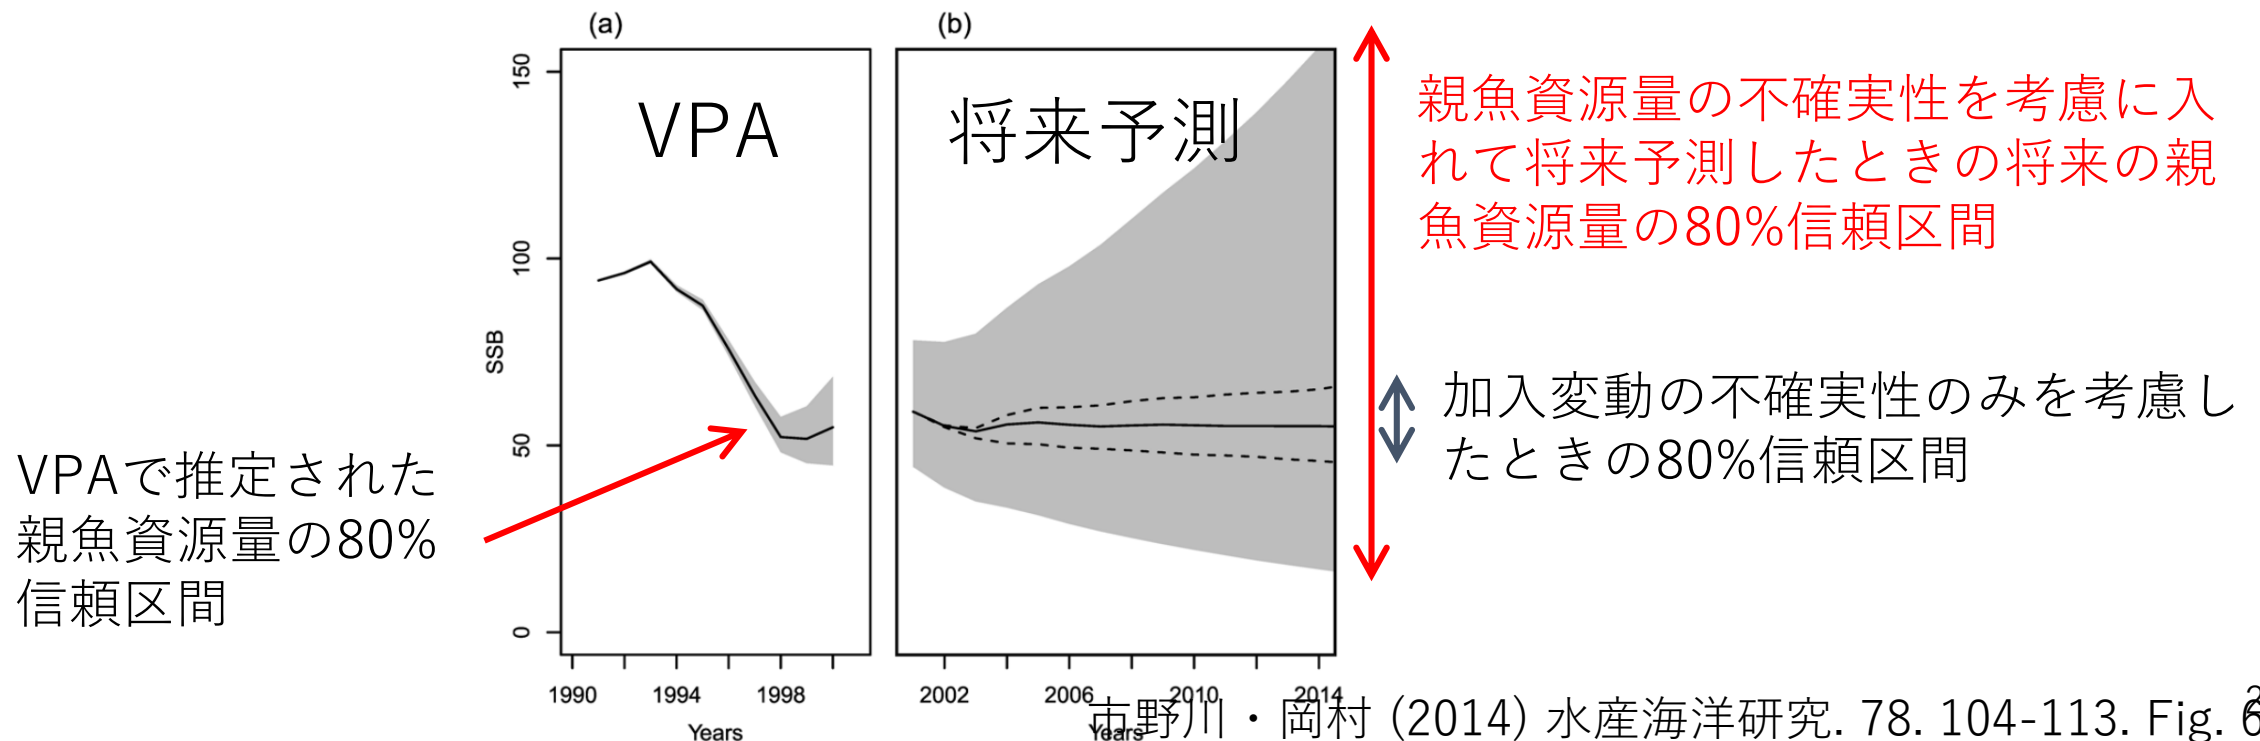 (a)
(b)
150
100
50
0
SSB
VPA
将来予測
1990
1994
1998
Years
2002
2006
2010
2014
Years
親魚資源量の不確実性を考慮に入
れて将来予測したときの将来の親
魚資源量の80%信頼区間
加入変動の不確実性のみを考慮し
たときの80%信頼区間
VPAで推定された
親魚資源量の80%
信頼区間
市野川・岡村 (2014) 水産海洋研究. 78. 104-113. Fig. 6